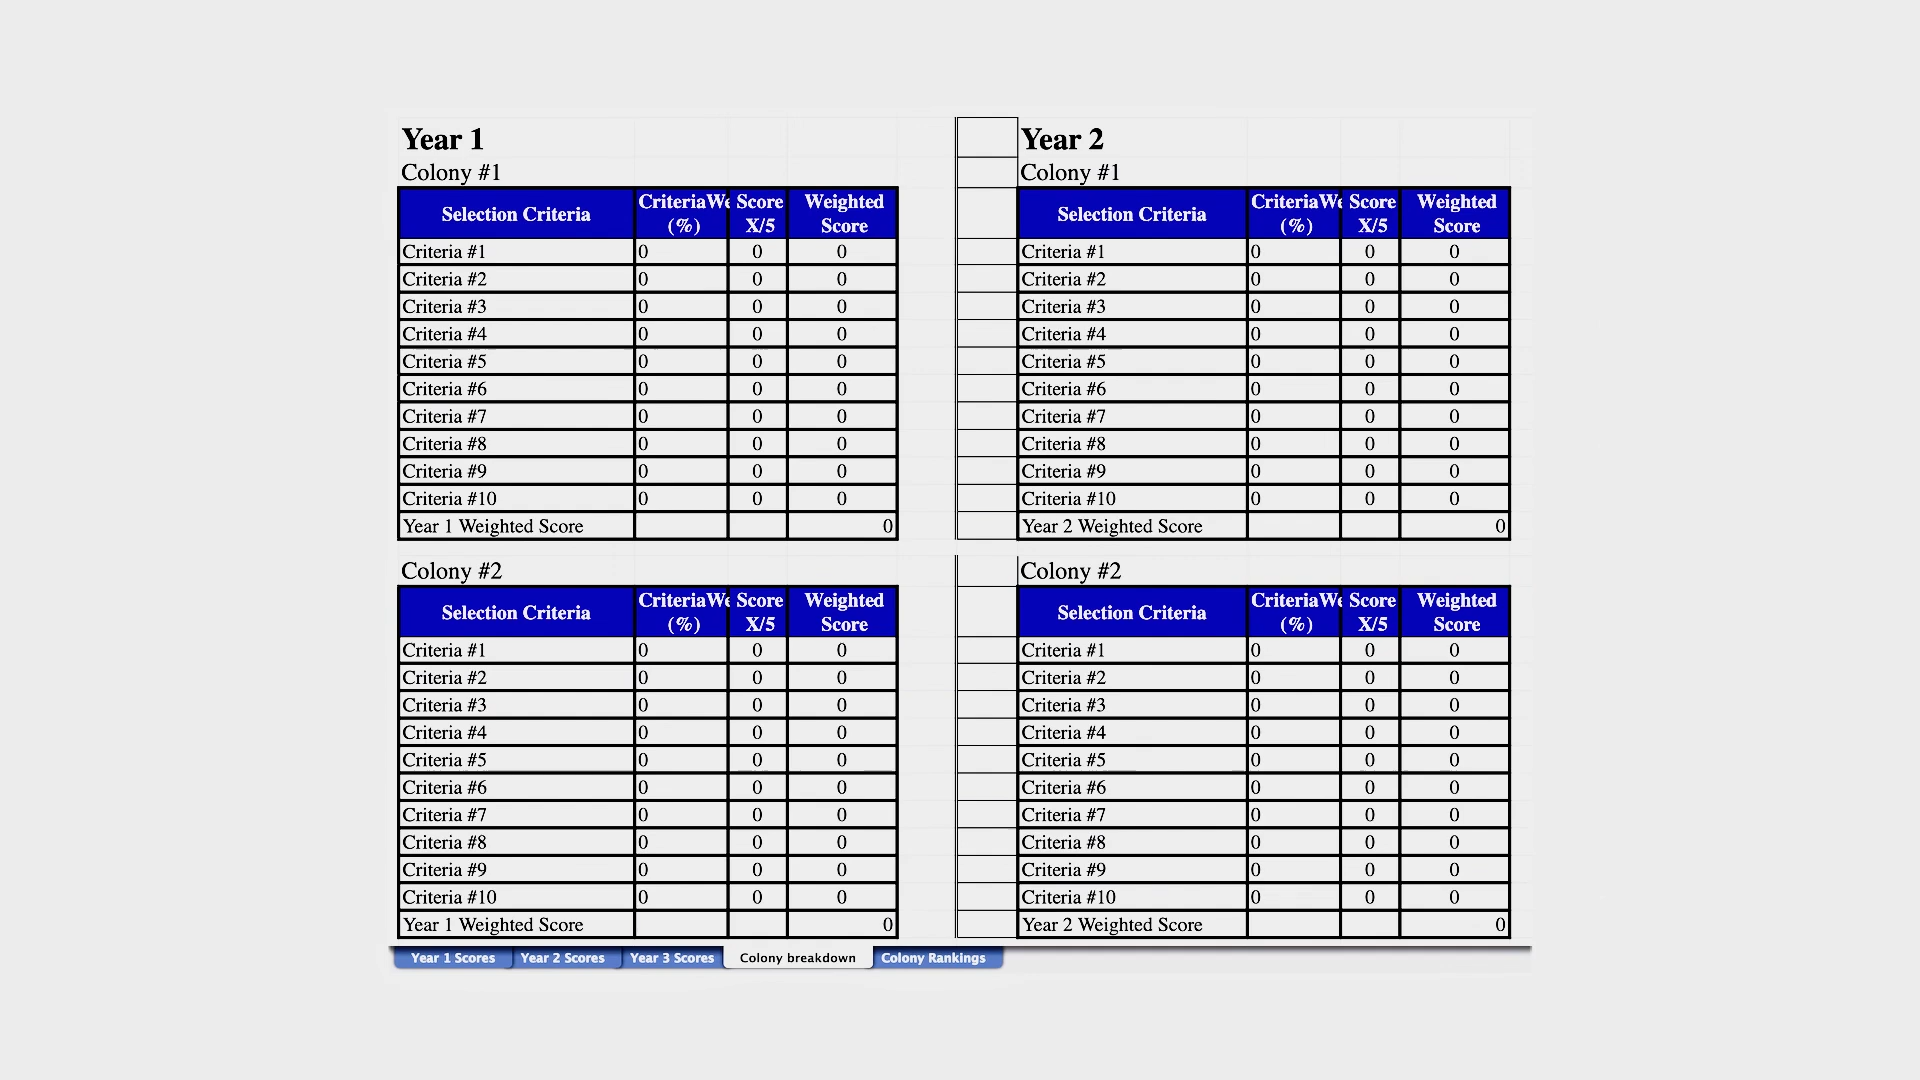 Year 1
Colony #1
Selection Criteria CriteriaWe (%) Score X/5 Weighted Score
Criteria #1 0 0 0
Criteria #2 0 0 0
Criteria #3 0 0 0
Criteria #4 0 0 0
Criteria #5 0 0 0
Criteria #6 0 0 0
Criteria #7 0 0 0
Criteria #8 0 0 0
Criteria #9 0 0 0
Criteria #10 0 0 0
Year 1 Weighted Score 0
Year 2
Colony #1
Selection Criteria CriteriaWe (%) Score X/5 Weighted Score
Criteria #1 0 0 0
Criteria #2 0 0 0
Criteria #3 0 0 0
Criteria #4 0 0 0
Criteria #5 0 0 0
Criteria #6 0 0 0
Criteria #7 0 0 0
Criteria #8 0 0 0
Criteria #9 0 0 0
Criteria #10 0 0 0
Year 2 Weighted Score 0
Colony #2
Selection Criteria CriteriaWe (%) Score X/5 Weighted Score
Criteria #1 0 0 0
Criteria #2 0 0 0
Criteria #3 0 0 0
Criteria #4 0 0 0
Criteria #5 0 0 0
Criteria #6 0 0 0
Criteria #7 0 0 0
Criteria #8 0 0 0
Criteria #9 0 0 0
Criteria #10 0 0 0
Year 1 Weighted Score 0
Colony #2
Selection Criteria CriteriaWe (%) Score X/5 Weighted Score
Criteria #1 0 0 0
Criteria #2 0 0 0
Criteria #3 0 0 0
Criteria #4 0 0 0
Criteria #5 0 0 0
Criteria #6 0 0 0
Criteria #7 0 0 0
Criteria #8 0 0 0
Criteria #9 0 0 0
Criteria #10 0 0 0
Year 2 Weighted Score 0
Year 1 Scores Year 2 Scores Year 3 Scores Colony breakdown Colony Rankings